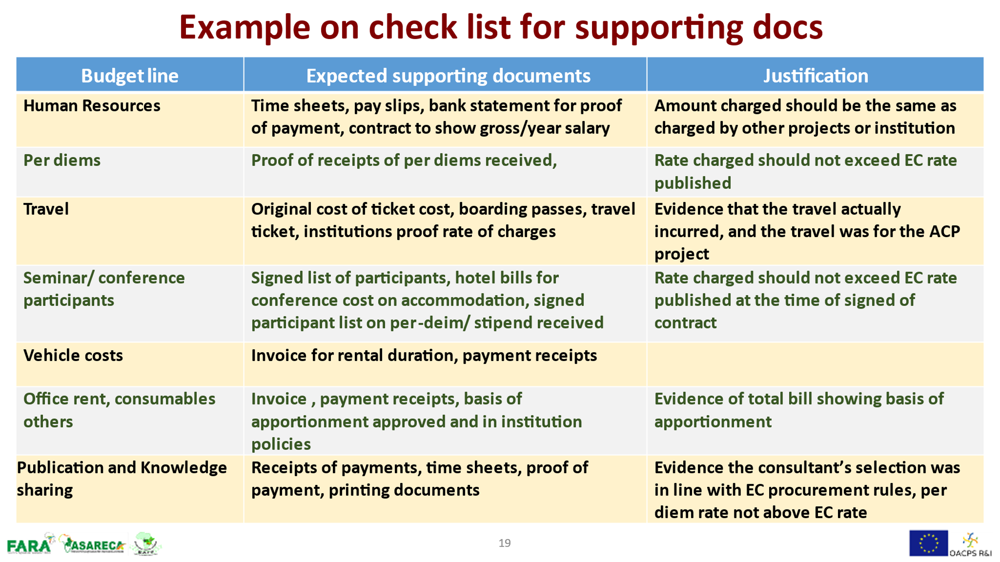 Example on check list for supporting docs
Budget line
Expected supporting documents
Justification
Human Resources
Time sheets, pay slips, bank statement for proof
of payment, contract to show gross/year salary
Amount charged should be the same as
charged by other projects or institution
Per diems
Proof of receipts of per diems received,
Rate charged should not exceed EC rate
published
Travel
Original cost of ticket cost, boarding passes, travel
ticket, institutions proof rate of charges
Evidence that the travel actually
incurred, and the travel was for the ACP
project
Seminar/ conference
participants
Signed list of participants, hotel bills for
conference cost on accommodation, signed
participant list on per-deim/ stipend received
Rate charged should not exceed EC rate
published at the time of signed of
contract
Vehicle costs
Invoice for rental duration, payment receipts
Office rent, consumables
others
Invoice , payment receipts, basis of
apportionment approved and in institution
policies
Evidence of total bill showing basis of
apportionment
Publication and Knowledge
sharing
Receipts of payments, time sheets, proof of
payment, printing documents
Evidence the consultant’s selection was
in line with EC procurement rules, per
diem rate not above EC rate
FARA
ASARECA
19
OACPS R&I